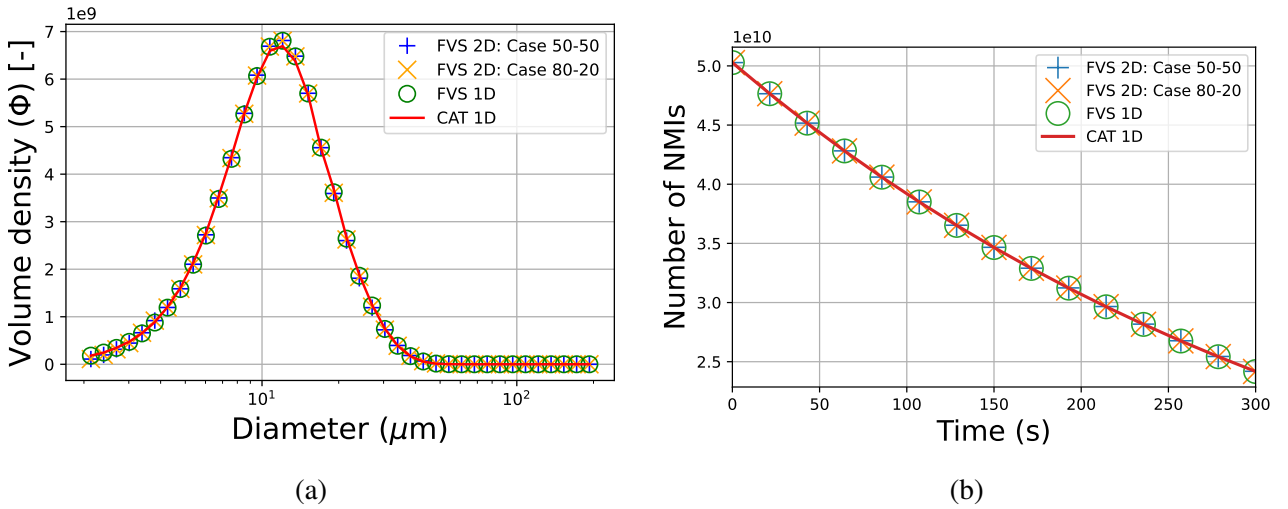 1e9
7
6
5
4
3
2
1
0
Volume density (Φ) [-]
FVS 2D: Case 50-50
FVS 2D: Case 80-20
FVS 1D
CAT 1D
10¹
10²
Diameter (μm)
(a)
1e10
5.0
4.5
4.0
3.5
3.0
2.5
Number of NMIs
FVS 2D: Case 50-50
FVS 2D: Case 80-20
FVS 1D
CAT 1D
0
50
100
150
200
250
300
Time (s)
(b)